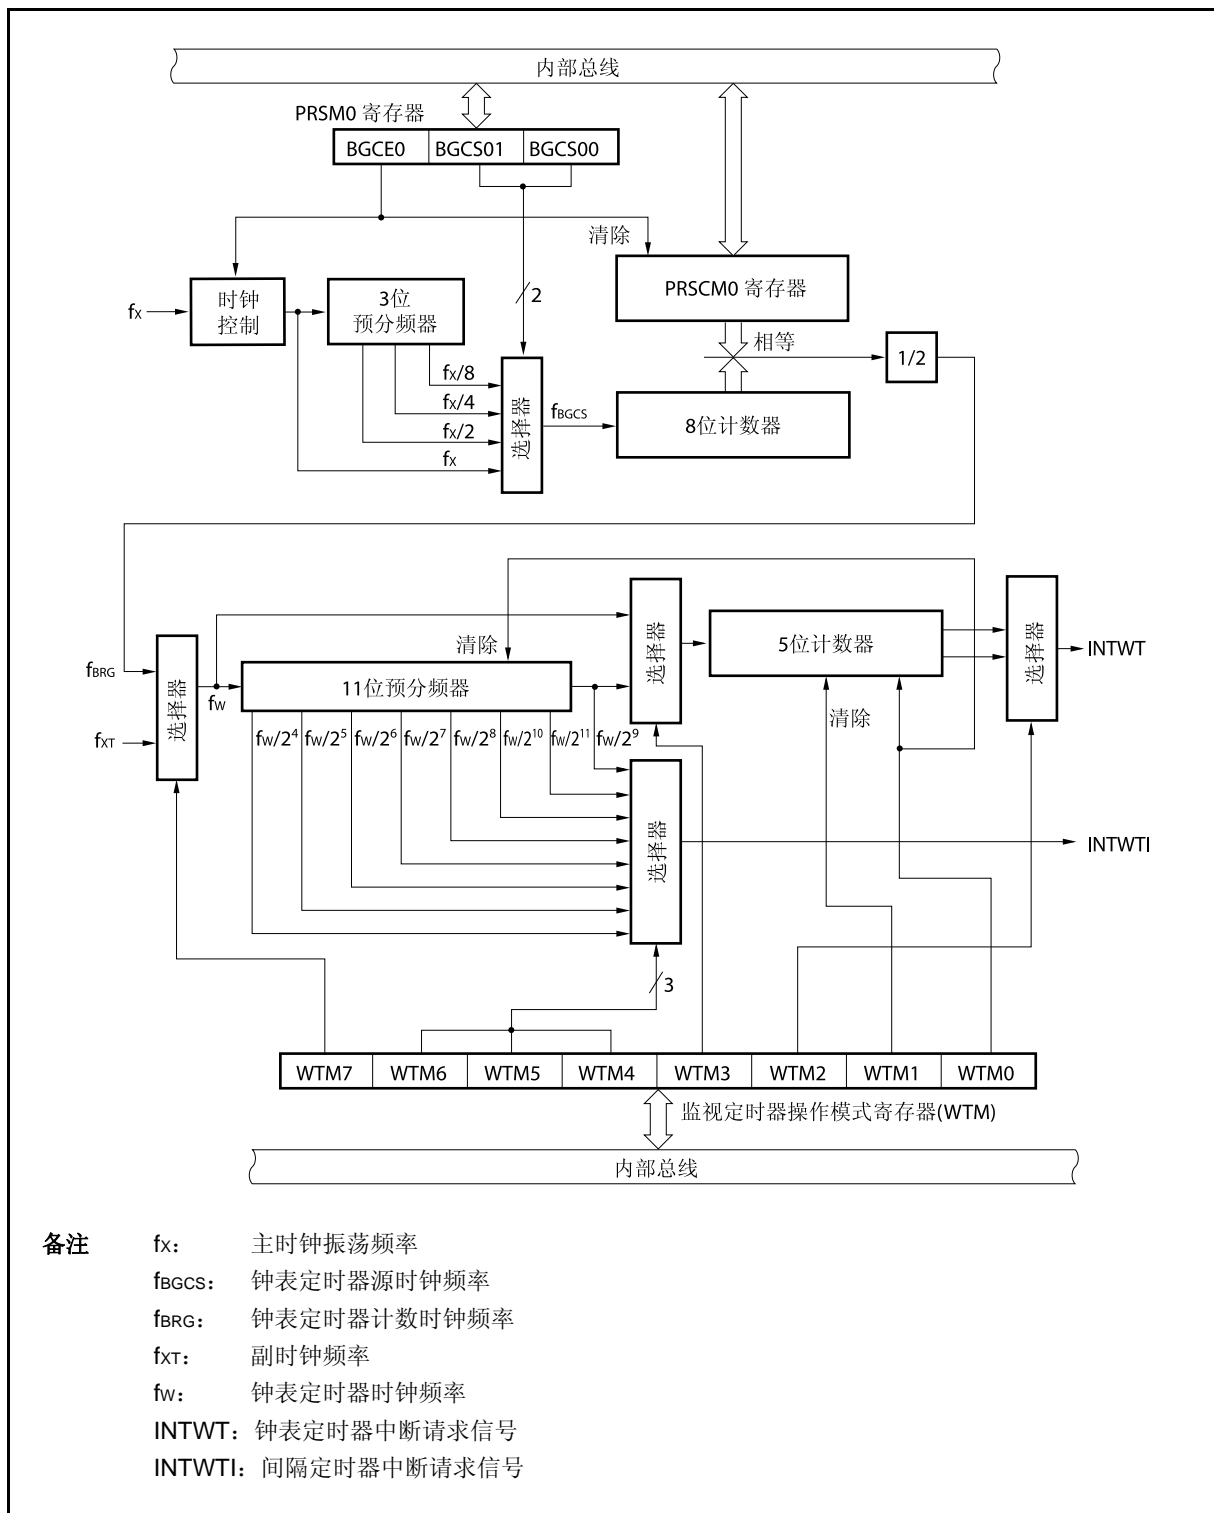 内部总线
PRSM0 寄存器
BGCE0 BGCS01 BGCS00
清除
fX
时钟
控制
3位
预分频器
2
PRSCM0 寄存器
相等
1/2
fX/8
fX/4
fX/2
fX
选择器
fBGCS
8位计数器
fBRG
fXT
选择器
fW
清除
11位预分频器
选择器
5位计数器
选择器
INTWT
清除
fW/2⁴ fW/2⁵ fW/2⁶ fW/2⁷ fW/2⁸ fW/2¹⁰ fW/2¹¹ fW/2⁹
选择器
INTWTI
3
WTM7 WTM6 WTM5 WTM4 WTM3 WTM2 WTM1 WTM0
监视定时器操作模式寄存器(WTM)
内部总线
备注 fX: 主时钟振荡频率
fBGCS: 钟表定时器源时钟频率
fBRG: 钟表定时器计数时钟频率
fXT: 副时钟频率
fW: 钟表定时器时钟频率
INTWT: 钟表定时器中断请求信号
INTWTI: 间隔定时器中断请求信号